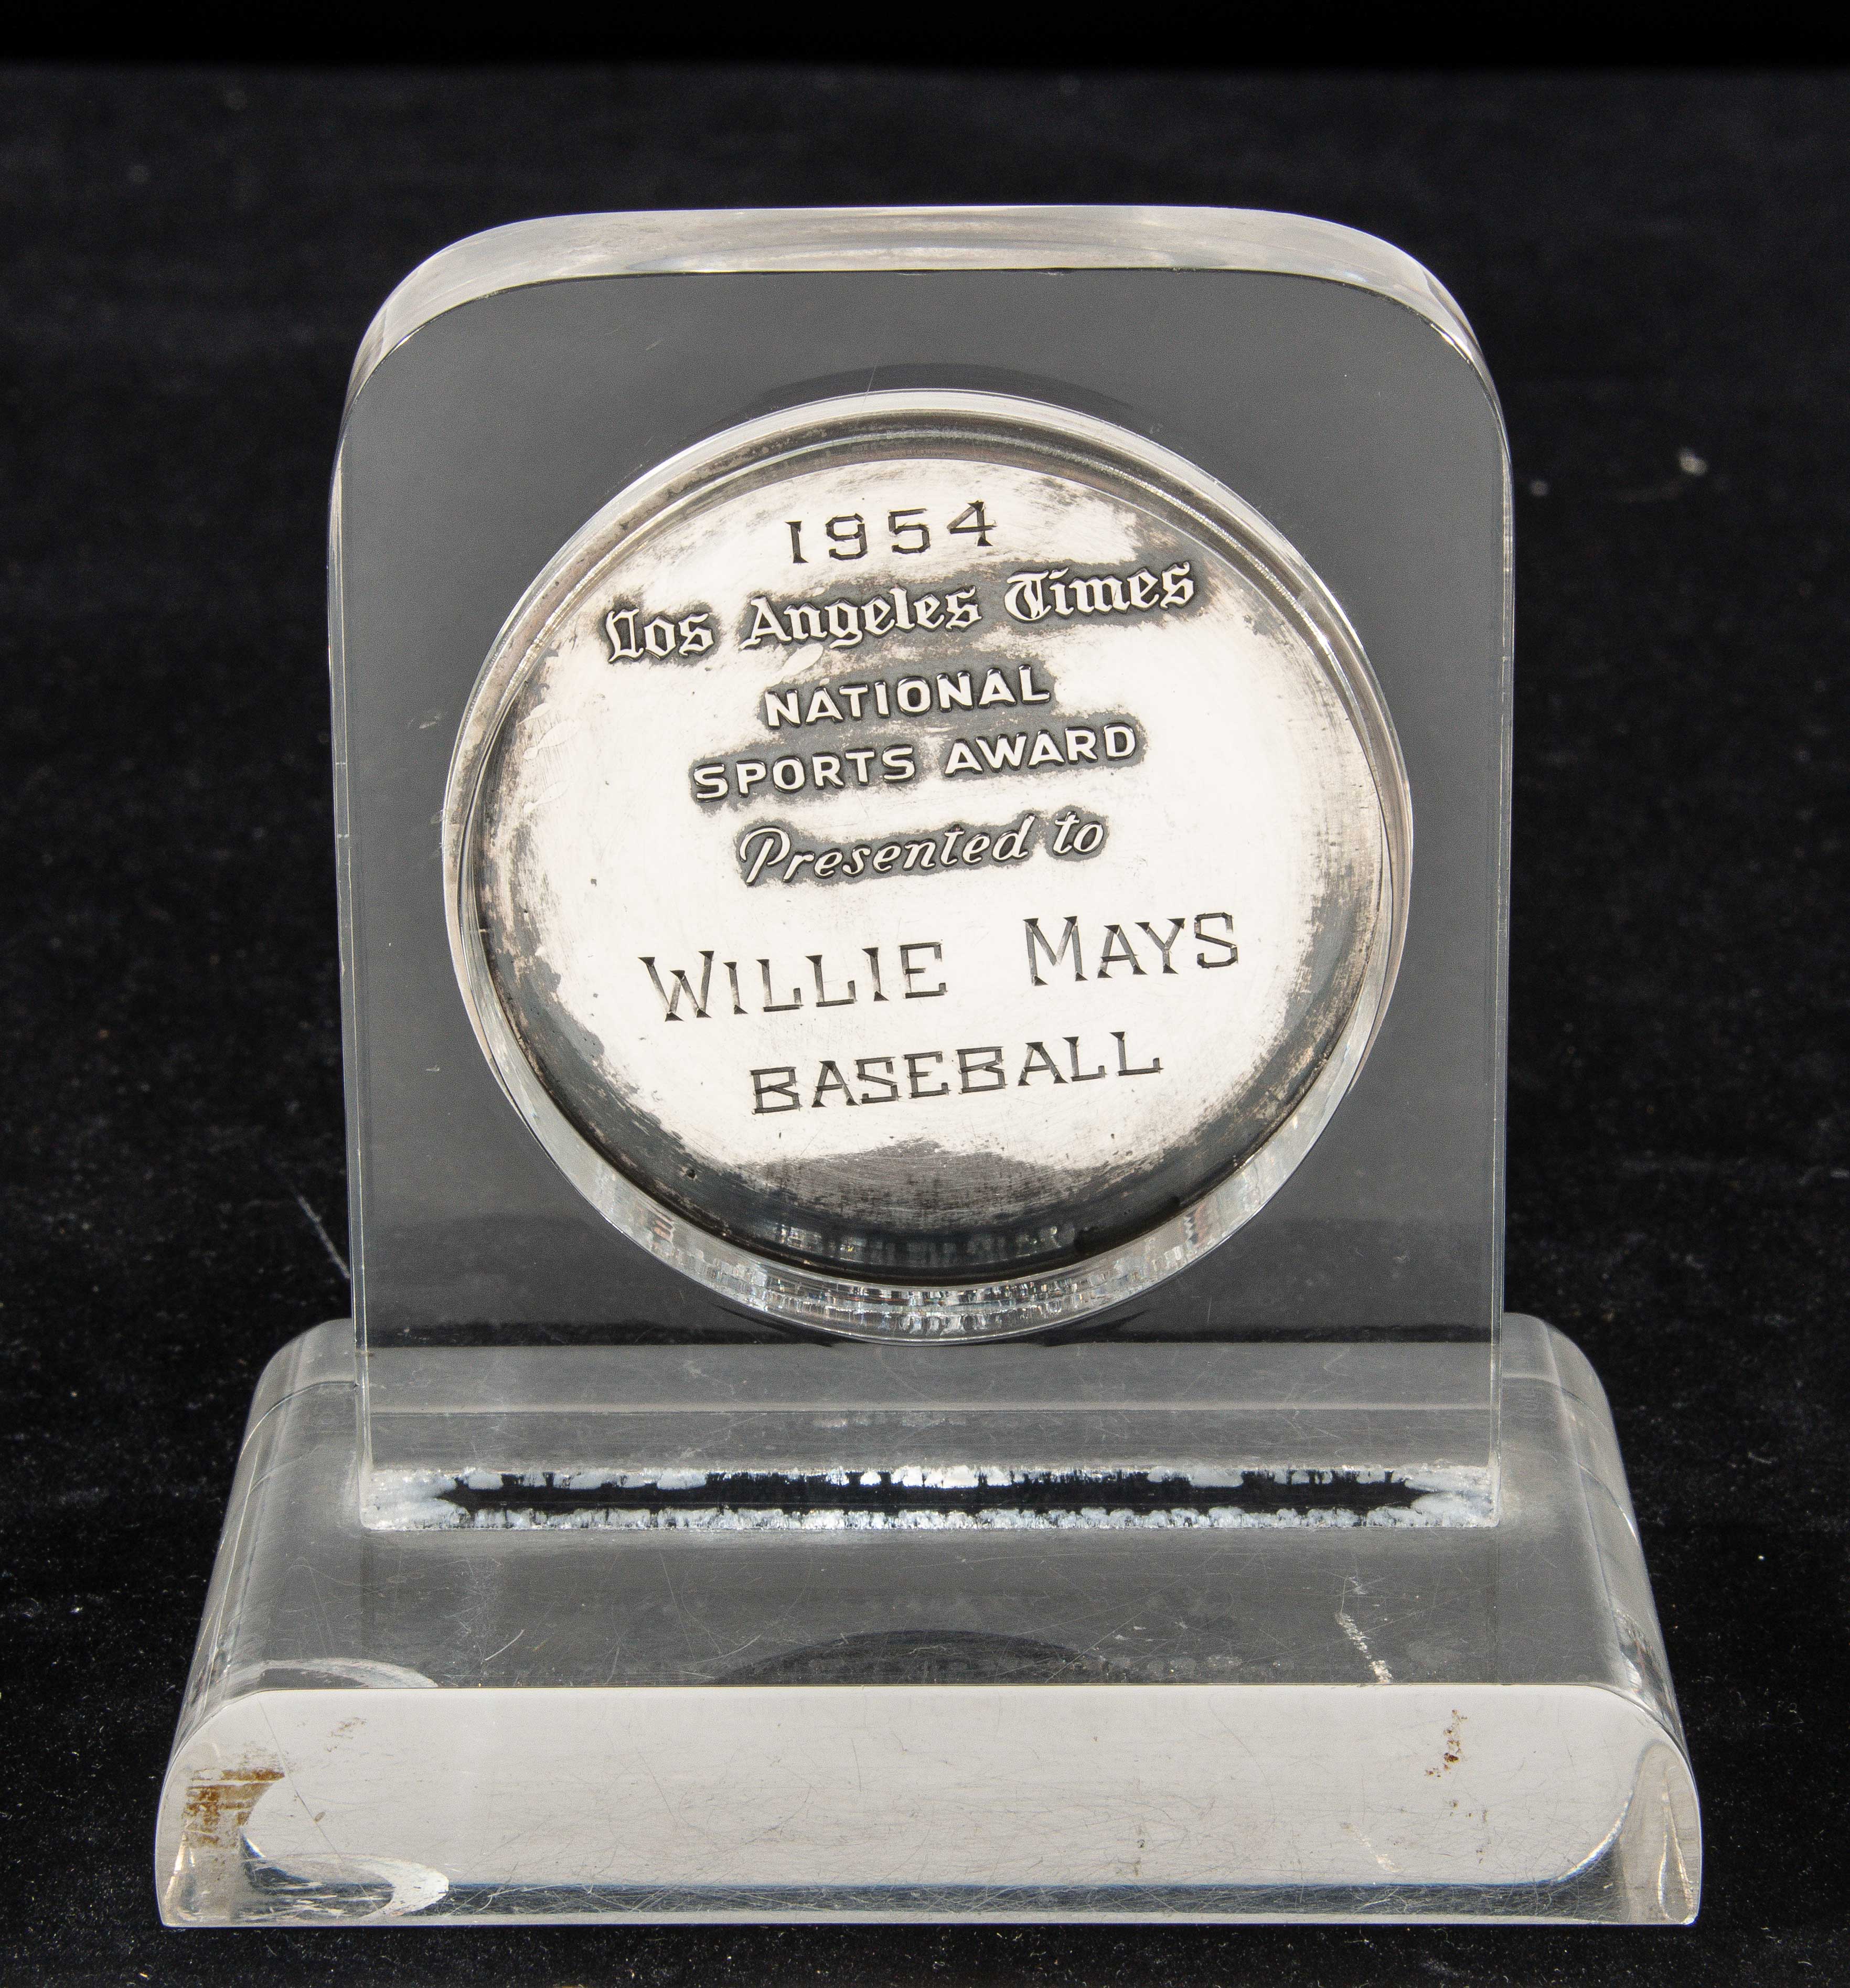 1954
Los Angeles Times
NATIONAL
SPORTS AWARD
Presented to
WILLIE MAYS
BASEBALL